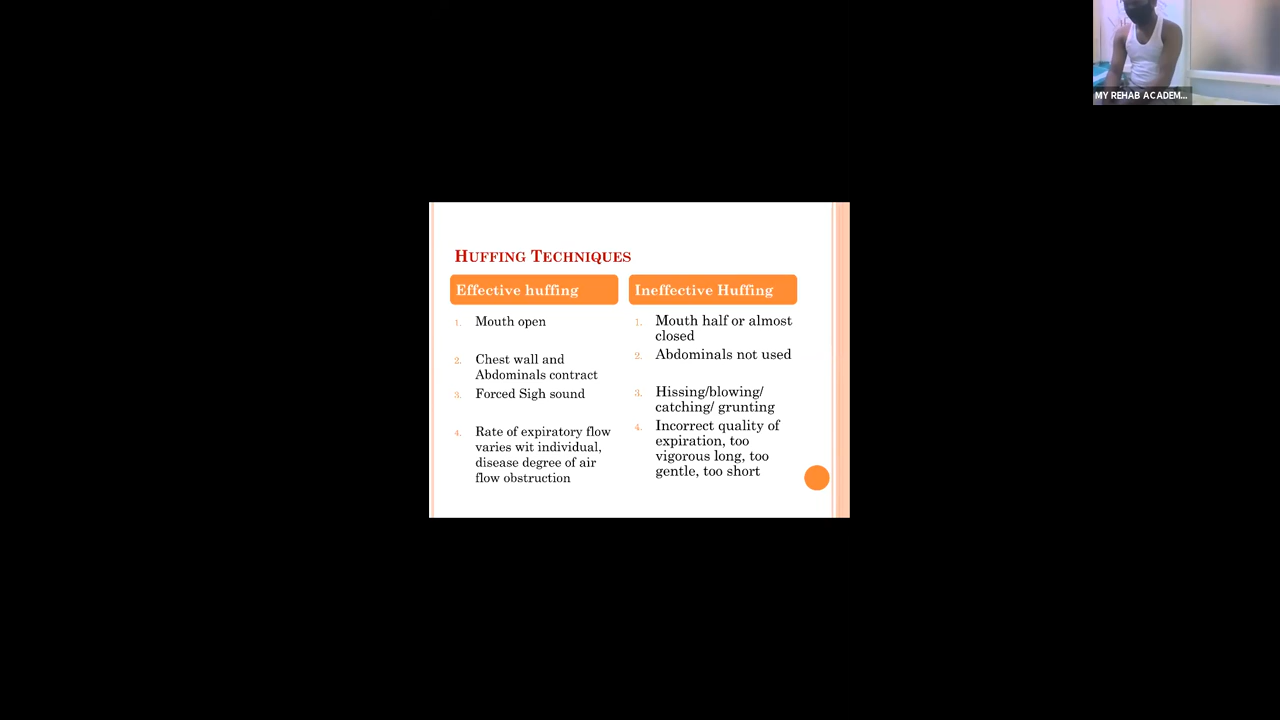 MY REHAB ACADEM...
HUFFING TECHNIQUES
Effective huffing
1. Mouth open
2. Chest wall and
Abdominals contract
3. Forced Sigh sound
4. Rate of expiratory flow
varies wit individual,
disease degree of air
flow obstruction
Ineffective Huffing
1. Mouth half or almost
closed
2. Abdominals not used
3. Hissing/blowing/
catching/ grunting
4. Incorrect quality of
expiration, too
vigorous long, too
gentle, too short